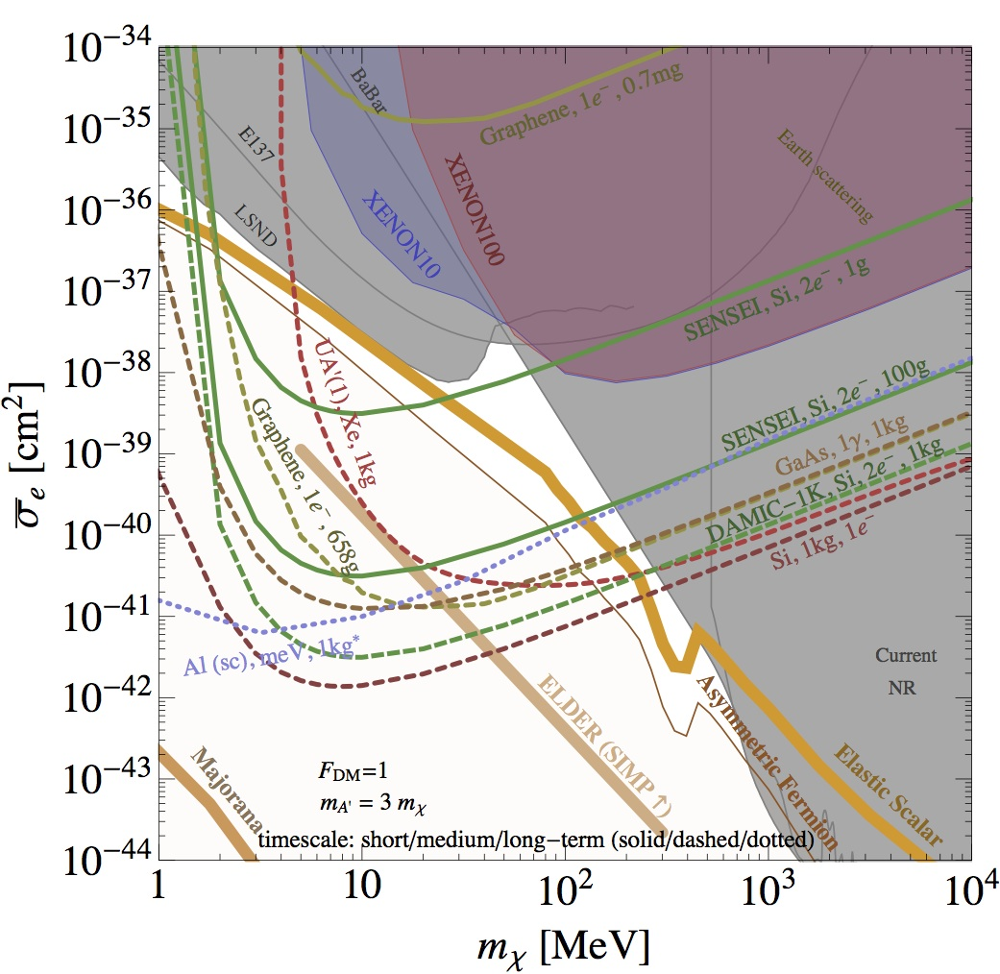 10⁻³⁴
10⁻³⁵
10⁻³⁶
10⁻³⁷
10⁻³⁸
10⁻³⁹
10⁻⁴⁰
10⁻⁴¹
10⁻⁴²
10⁻⁴³
10⁻⁴⁴
σ̅ₑ [cm²]
BaBar
E137
LSND
XENON10
XENON100
Graphene, 1e⁻, 0.7mg
Earth scattering
SENSEI, Si, 2e⁻, 1g
UA'(1), Xe, 1kg
Graphene, 1e⁻, 658g
SENSEI, Si, 2e⁻, 100g
GaAs, 1γ, 1kg
DAMIC−1K, Si, 2e⁻, 1kg
Si, 1kg, 1e⁻
Al (sc), meV, 1kg*
ELDER (SIMP ↑)
Asymmetric Fermion
Elastic Scalar
Current
NR
Majorana
F_DM=1
m_A' = 3 m_χ
timescale: short/medium/long−term (solid/dashed/dotted)
1
10
10²
10³
10⁴
m_χ [MeV]